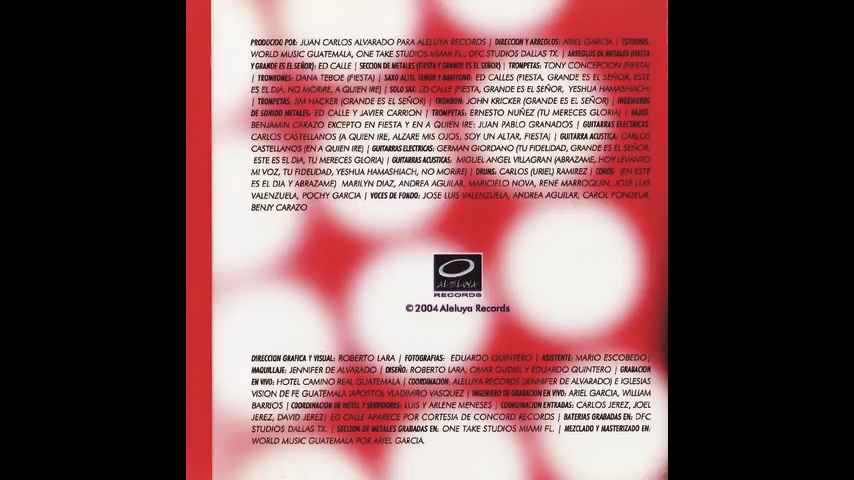 PRODUCIDO POR: JUAN CARLOS ALVARADO PARA ALELUYA RECORDS | DIRECCION Y ARREGLOS: ARIEL GARCIA | ESTUDIOS:
WORLD MUSIC GUATEMALA, ONE TAKE STUDIOS MIAMI FL., DFC STUDIOS DALLAS TX. | ARREGLOS DE METALES (FIESTA
Y GRANDE ES EL SEÑOR): ED CALLE | SECCION DE METALES (FIESTA Y GRANDE ES EL SEÑOR) | TROMPETAS: TONY CONCEPCION (FIESTA)
| TROMBONES: DANA TEBOE (FIESTA) | SAXO ALTO, TENOR Y BARITONO: ED CALLES (FIESTA, GRANDE ES EL SEÑOR, ESTE
ES EL DIA, NO MORIRE, A QUIEN IRE) | SOLO SAX: ED CALLE (FIESTA, GRANDE ES EL SEÑOR, YESHUA HAMASHIACH)
| TROMPETAS: JIM HACKER (GRANDE ES EL SEÑOR) | TROMBON: JOHN KRICKER (GRANDE ES EL SEÑOR) | INGENIEROS
DE SONIDO METALES: ED CALLE Y JAVIER CARRION | TROMPETAS: ERNESTO NUÑEZ (TU MERECES GLORIA) | BAJOS:
BENJAMIN CARAZO EXCEPTO EN FIESTA Y EN A QUIEN IRE: JUAN PABLO GRANADOS | GUITARRAS ELECTRICAS:
CARLOS CASTELLANOS (A QUIEN IRE, ALZARE MIS OJOS, SOY UN ALTAR, FIESTA) | GUITARRA ACUSTICA: CARLOS
CASTELLANOS (EN A QUIEN IRE) | GUITARRAS ELECTRICAS: GERMAN GIORDANO (TU FIDELIDAD, GRANDE ES EL SEÑOR,
ESTE ES EL DIA, TU MERECES GLORIA) | GUITARRAS ACUSTICAS: MIGUEL ANGEL VILLAGRAN (ABRAZAME, HOY LEVANTO
MI VOZ, TU FIDELIDAD, YESHUA HAMASHIACH, NO MORIRE) | DRUMS: CARLOS (URIEL) RAMIREZ | COROS: (EN ESTE
ES EL DIA Y ABRAZAME) MARILYN DIAZ, ANDREA AGUILAR, MARICIELO NOVA, RENE MARROQUIN, JOSE LUIS
VALENZUELA, POCHY GARCIA | VOCES DE FONDO: JOSE LUIS VALENZUELA, ANDREA AGUILAR, CAROL FONDEUR,
BENJY CARAZO
ALELUYA
RECORDS
© 2004 Aleluya Records
DIRECCION GRAFICA Y VISUAL: ROBERTO LARA | FOTOGRAFIAS: EDUARDO QUINTERO | ASISTENTE: MARIO ESCOBEDO|
MAQUILLAJE: JENNIFER DE ALVARADO | DISEÑO: ROBERTO LARA, OMAR GUDIEL Y EDUARDO QUINTERO | GRABACION
EN VIVO: HOTEL CAMINO REAL GUATEMALA | COORDINACION: ALELUYA RECORDS (JENNIFER DE ALVARADO) E IGLESIAS
VISION DE FE GUATEMALA (APOSTOL VLADIMIRO VASQUEZ | INGENIERO DE GRABACION EN VIVO: ARIEL GARCIA, WILLIAM
BARRIOS | COORDINACION DE HOTEL Y SERVIDORES: LUIS Y ARLENE MENESES | COORDINACION ENTRADAS: CARLOS JEREZ, JOEL
JEREZ, DAVID JEREZ| ED CALLE APARECE POR CORTESIA DE CONCORD RECORDS | BATERIAS GRABADAS EN: DFC
STUDIOS DALLAS TX. | SECCION DE METALES GRABADAS EN: ONE TAKE STUDIOS MIAMI FL. | MEZCLADO Y MASTERIZADO EN:
WORLD MUSIC GUATEMALA POR ARIEL GARCIA.